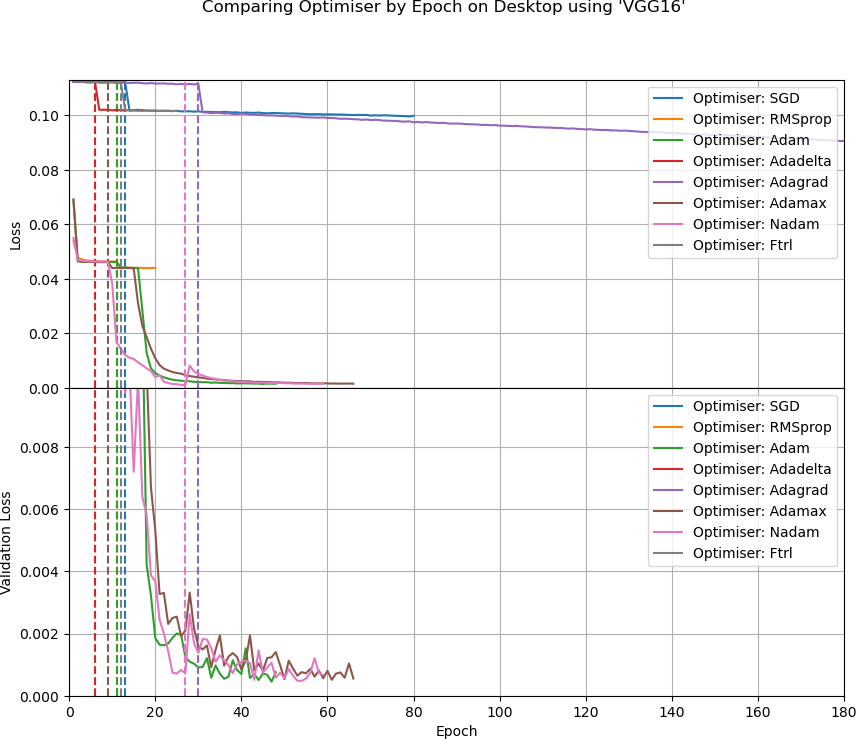 Comparing Optimiser by Epoch on Desktop using 'VGG16'
Loss
0.10
0.08
0.06
0.04
0.02
0.00
Optimiser: SGD
Optimiser: RMSprop
Optimiser: Adam
Optimiser: Adadelta
Optimiser: Adagrad
Optimiser: Adamax
Optimiser: Nadam
Optimiser: Ftrl
Validation Loss
0.008
0.006
0.004
0.002
0.000
Optimiser: SGD
Optimiser: RMSprop
Optimiser: Adam
Optimiser: Adadelta
Optimiser: Adagrad
Optimiser: Adamax
Optimiser: Nadam
Optimiser: Ftrl
0 20 40 60 80 100 120 140 160 180
Epoch